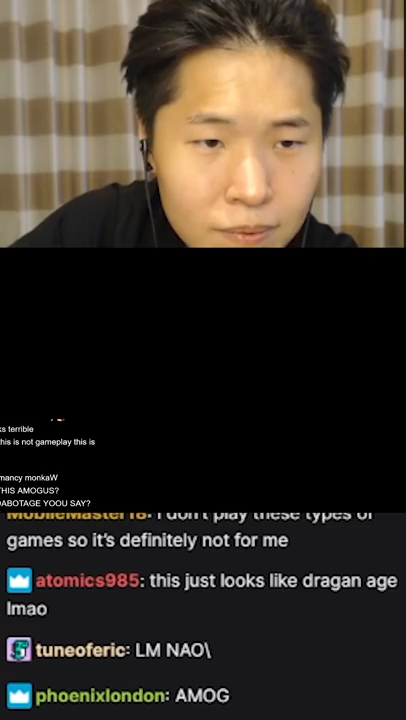 ks terrible
this is not gameplay this is
mancy monkaW
THIS AMOGUS?
DABOTAGE YOOU SAY?
MobileMaster18: I don't play these types of
games so it's definitely not for me
atomics985: this just looks like dragan age
lmao
tuneoferic: LM NAO\
phoenixlondon: AMOG